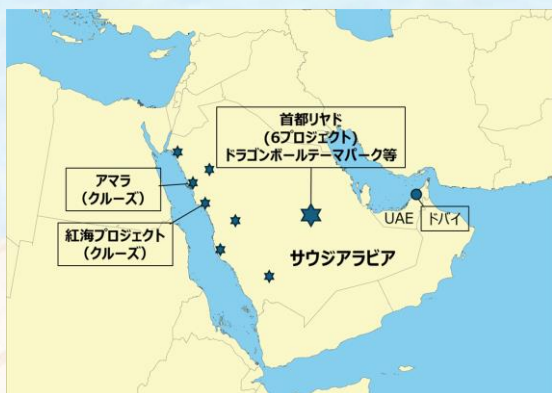 首都リヤド
(6プロジェクト)
ドラゴンボールテーマパーク等
アマラ
(クルーズ)
紅海プロジェクト
(クルーズ)
UAE
ドバイ
サウジアラビア